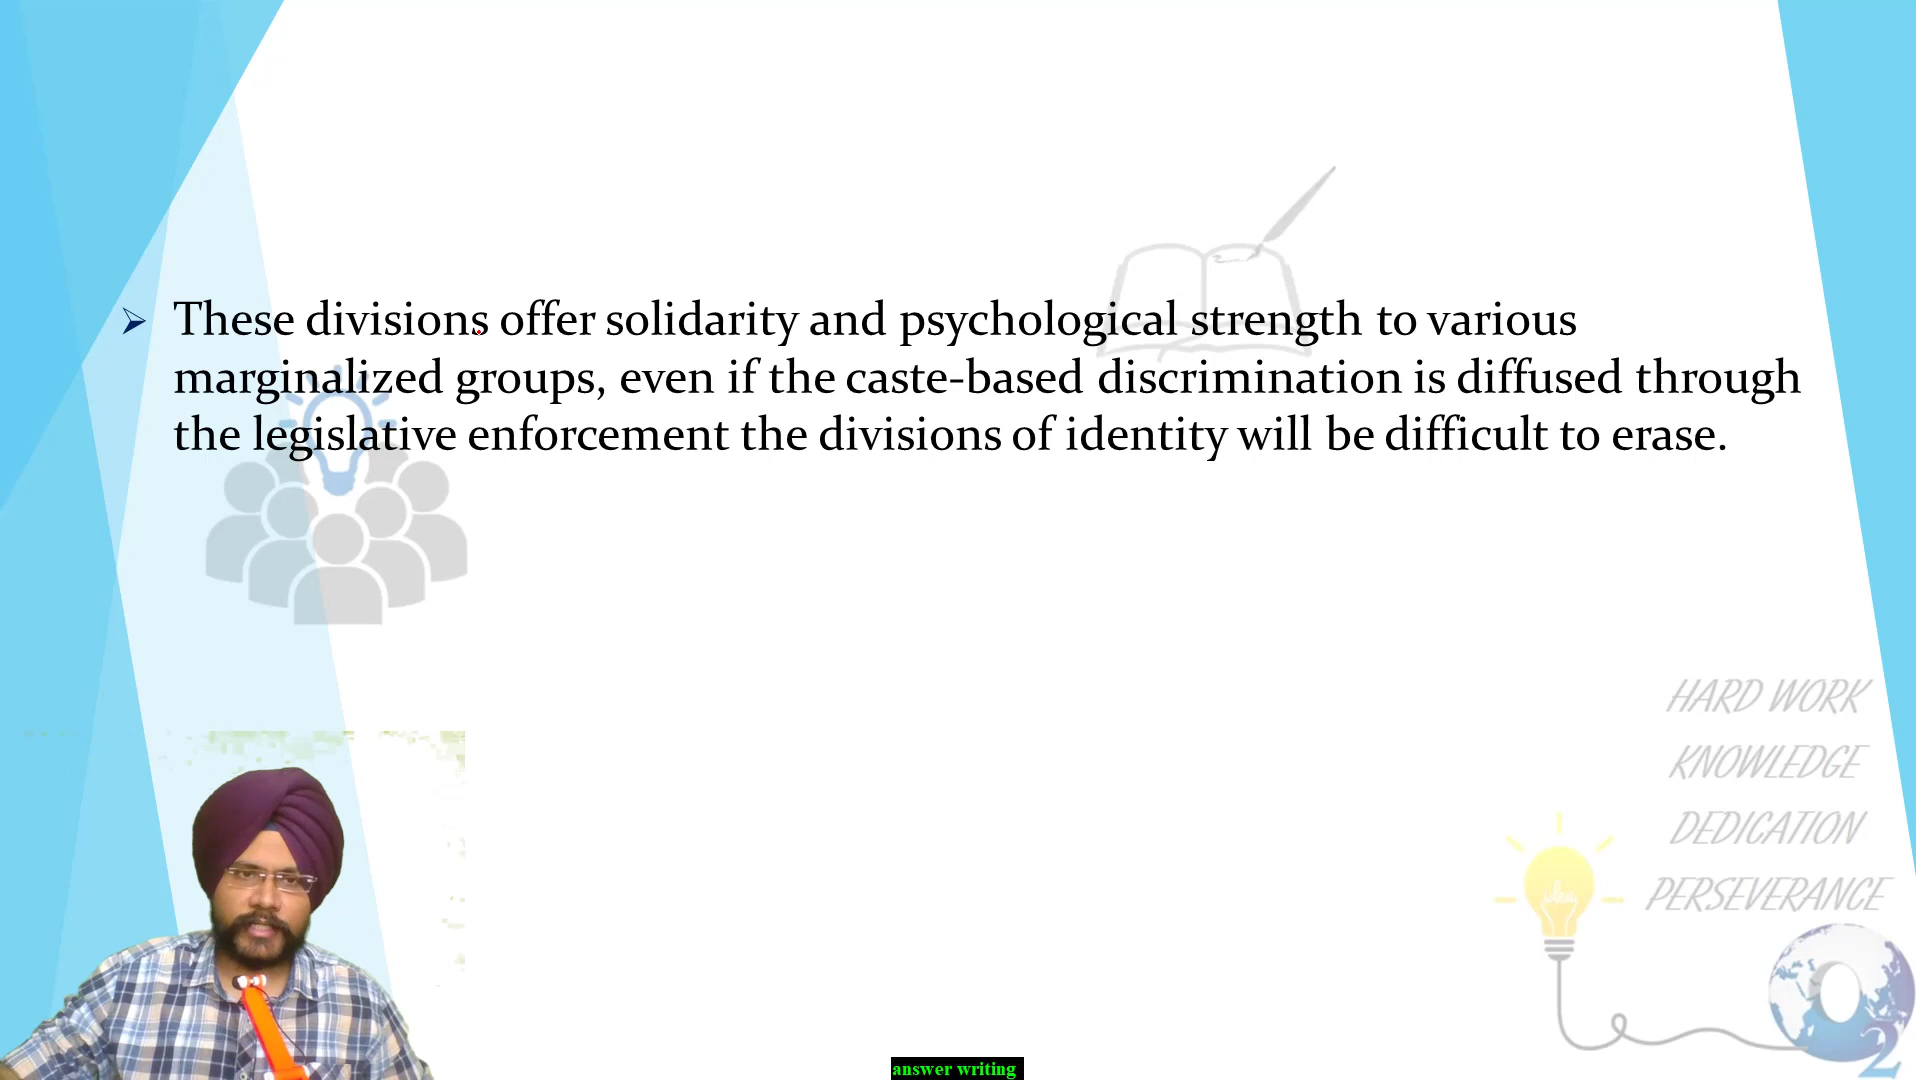 These divisions offer solidarity and psychological strength to various
marginalized groups, even if the caste-based discrimination is diffused through
the legislative enforcement the divisions of identity will be difficult to erase.
HARD WORK
KNOWLEDGE
DEDICATION
PERSEVERANCE
idea
O2
answer writing